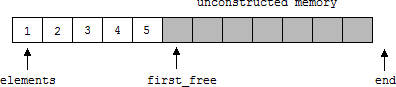 unconstructed memory
1 2 3 4 5
elements first_free end